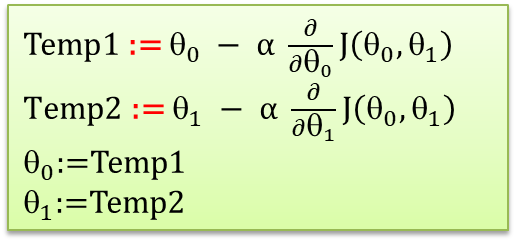 Temp1 := θ₀ − α ∂/∂θ₀ J(θ₀,θ₁)
Temp2 := θ₁ − α ∂/∂θ₁ J(θ₀,θ₁)
θ₀:=Temp1
θ₁:=Temp2